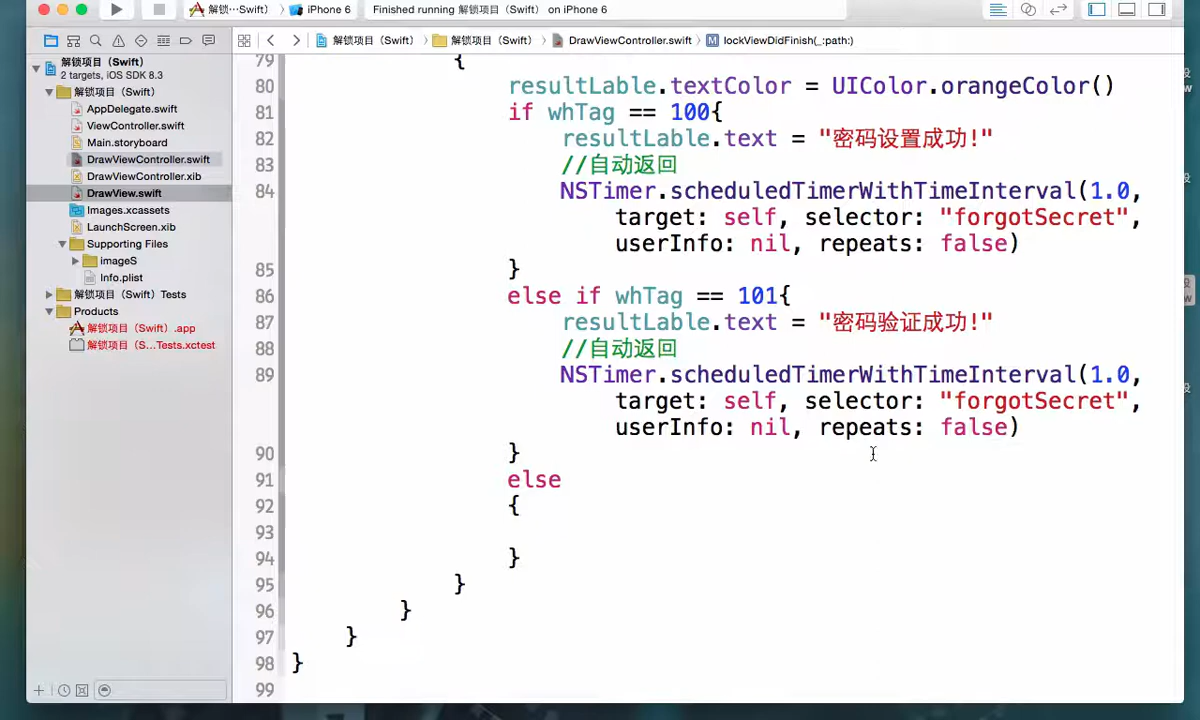 解锁···Swift) 〉 iPhone 6
Finished running 解锁项目（Swift） on iPhone 6
解锁项目（Swift） 〉 解锁项目（Swift） 〉 DrawViewController.swift 〉 M lockViewDidFinish(_:path:)
解锁项目（Swift）
2 targets, iOS SDK 8.3
解锁项目（Swift）
AppDelegate.swift
ViewController.swift
Main.storyboard
DrawViewController.swift
DrawViewController.xib
DrawView.swift
Images.xcassets
LaunchScreen.xib
Supporting Files
imageS
Info.plist
解锁项目（Swift）Tests
Products
解锁项目（Swift）.app
解锁项目（S...Tests.xctest
79 {
80 resultLable.textColor = UIColor.orangeColor()
81 if whTag == 100{
82 resultLable.text = "密码设置成功!"
83 //自动返回
84 NSTimer.scheduledTimerWithTimeInterval(1.0,
target: self, selector: "forgotSecret",
userInfo: nil, repeats: false)
85 }
86 else if whTag == 101{
87 resultLable.text = "密码验证成功!"
88 //自动返回
89 NSTimer.scheduledTimerWithTimeInterval(1.0,
target: self, selector: "forgotSecret",
userInfo: nil, repeats: false)
90 }
91 else
92 {
93
94 }
95 }
96 }
97 }
98 }
99